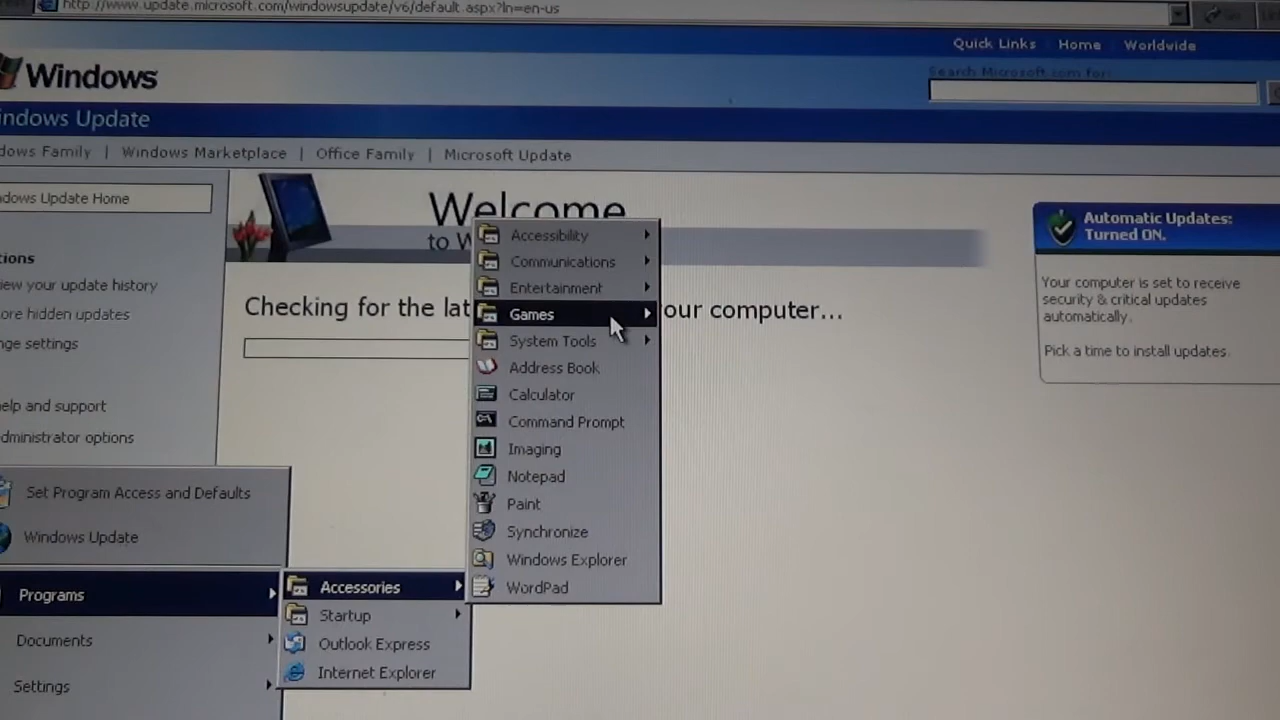 http://www.update.microsoft.com/windowsupdate/v6/default.aspx?ln=en-us
Quick Links Home Worldwide
Windows
Search Microsoft.com for:
indows Update
dows Family | Windows Marketplace | Office Family | Microsoft Update
dows Update Home
Welcome
to W
Automatic Updates:
Turned ON.
tions
iew your update history
ore hidden updates
nge settings
elp and support
dministrator options
Checking for the lat
our computer...
Your computer is set to receive
security & critical updates
automatically.
Pick a time to install updates.
Accessibility
Communications
Entertainment
Games
System Tools
Address Book
Calculator
Command Prompt
Imaging
Notepad
Paint
Synchronize
Windows Explorer
WordPad
Set Program Access and Defaults
Windows Update
Programs
Documents
Settings
Accessories
Startup
Outlook Express
Internet Explorer